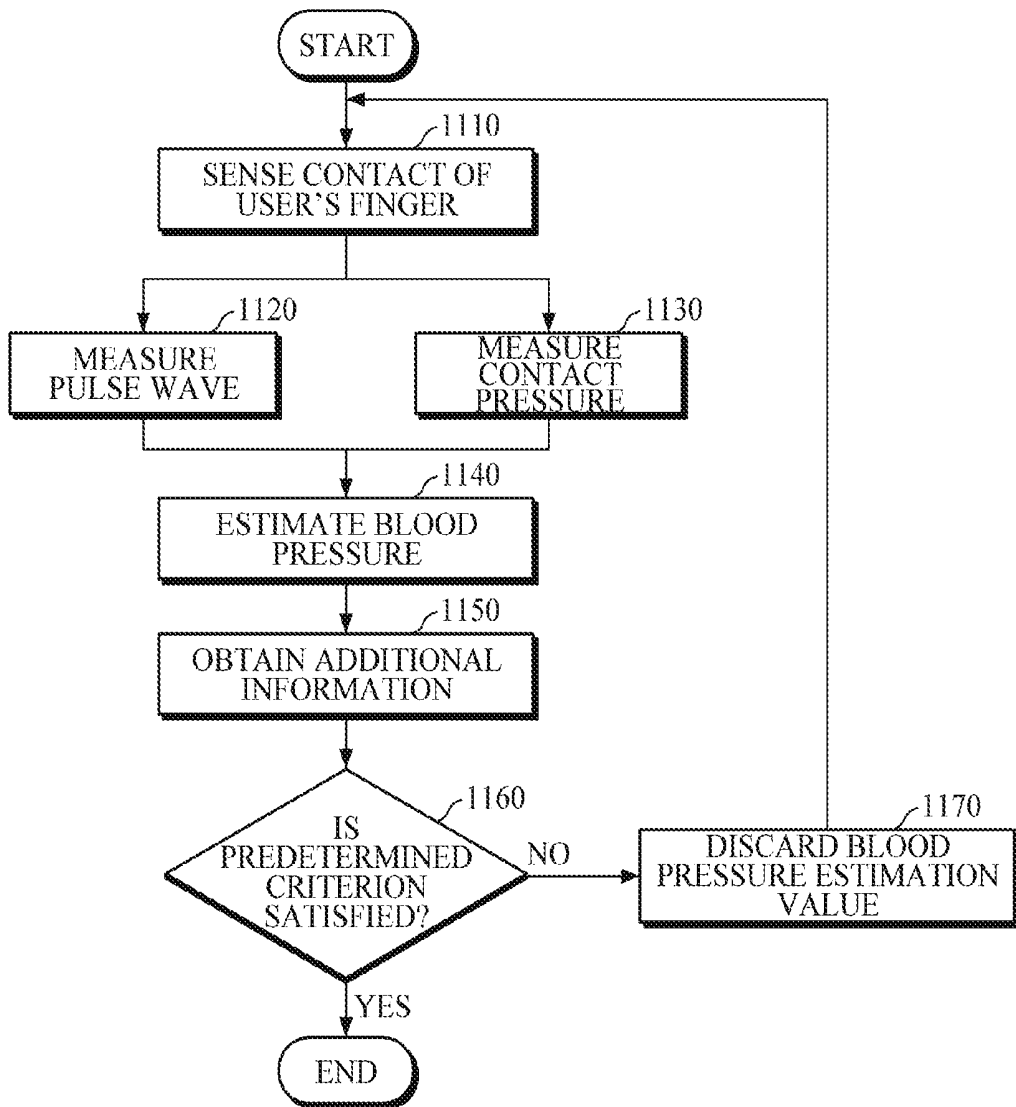 START
1110
SENSE CONTACT OF
USER'S FINGER
1120
MEASURE
PULSE WAVE
1130
MEASURE
CONTACT
PRESSURE
1140
ESTIMATE BLOOD
PRESSURE
1150
OBTAIN ADDITIONAL
INFORMATION
1160
IS
PREDETERMINED
CRITERION
SATISFIED?
NO
1170
DISCARD BLOOD
PRESSURE ESTIMATION
VALUE
YES
END